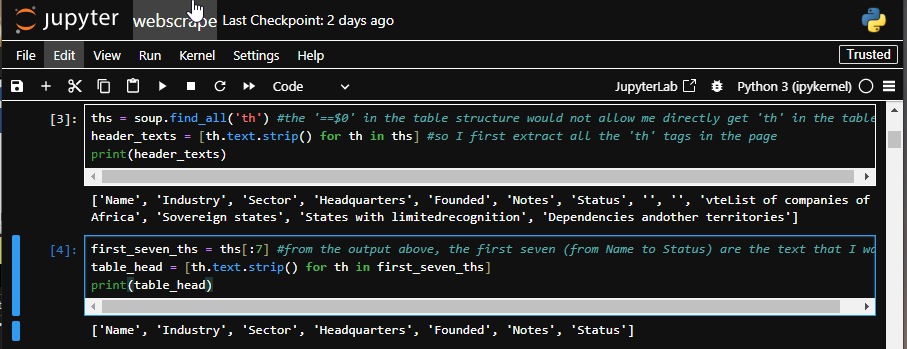 jupyter webscrape Last Checkpoint: 2 days ago
File Edit View Run Kernel Settings Help Trusted
Code JupyterLab Python 3 (ipykernel)
[3]: ths = soup.find_all('th') #the '==$0' in the table structure would not allow me directly get 'th' in the table
header_texts = [th.text.strip() for th in ths] #so I first extract all the 'th' tags in the page
print(header_texts)
['Name', 'Industry', 'Sector', 'Headquarters', 'Founded', 'Notes', 'Status', '', '', 'vteList of companies of
Africa', 'Sovereign states', 'States with limitedrecognition', 'Dependencies andother territories']
[4]: first_seven_ths = ths[:7] #from the output above, the first seven (from Name to Status) are the text that I
table_head = [th.text.strip() for th in first_seven_ths]
print(table_head)
['Name', 'Industry', 'Sector', 'Headquarters', 'Founded', 'Notes', 'Status']